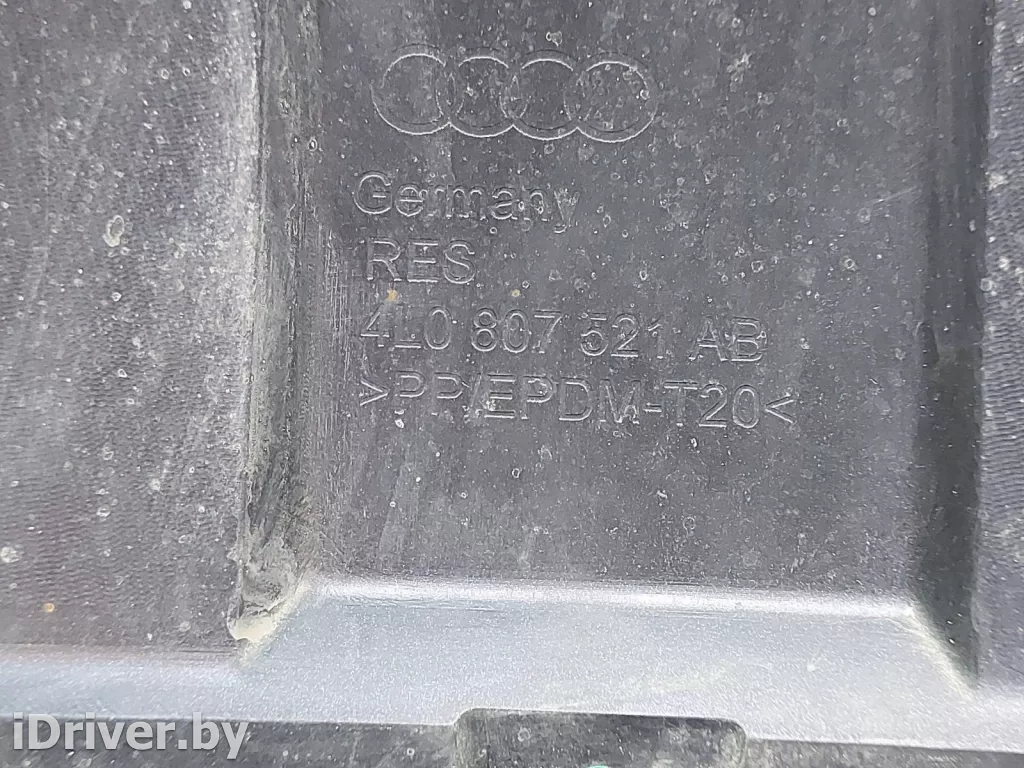 Germany
RES
4L0 807 521 AB
>PP/EPDM-T20<
iDriver.by